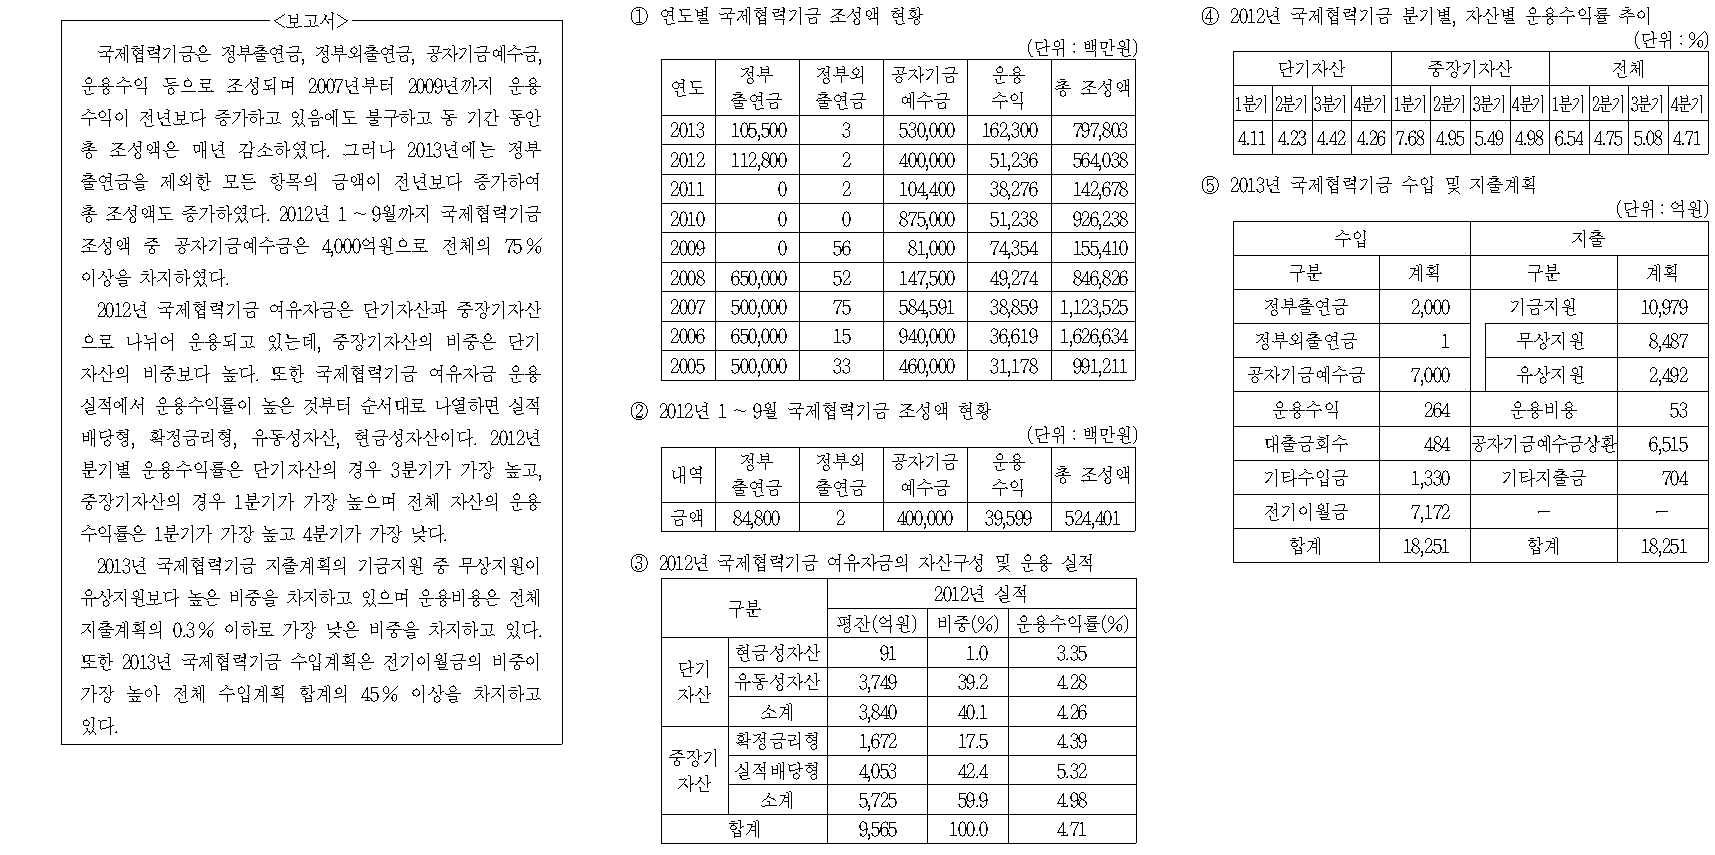 <보고서>
국제협력기금은 정부출연금, 정부외출연금, 공자기금예수금,
운용수익 등으로 조성되며 2007년부터 2009년까지 운용
수익이 전년보다 증가하고 있음에도 불구하고 동 기간 동안
총 조성액은 매년 감소하였다. 그러나 2013년에는 정부
출연금을 제외한 모든 항목의 금액이 전년보다 증가하여
총 조성액도 증가하였다. 2012년 1 ~ 9월까지 국제협력기금
조성액 중 공자기금예수금은 4,000억원으로 전체의 75 %
이상을 차지하였다.
2012년 국제협력기금 여유자금은 단기자산과 중장기자산
으로 나뉘어 운용되고 있는데, 중장기자산의 비중은 단기
자산의 비중보다 높다. 또한 국제협력기금 여유자금 운용
실적에서 운용수익률이 높은 것부터 순서대로 나열하면 실적
배당형, 확정금리형, 유동성자산, 현금성자산이다. 2012년
분기별 운용수익률은 단기자산의 경우 3분기가 가장 높고,
중장기자산의 경우 1분기가 가장 높으며 전체 자산의 운용
수익률은 1분기가 가장 높고 4분기가 가장 낮다.
2013년 국제협력기금 지출계획의 기금지원 중 무상지원이
유상지원보다 높은 비중을 차지하고 있으며 운용비용은 전체
지출계획의 0.3 % 이하로 가장 낮은 비중을 차지하고 있다.
또한 2013년 국제협력기금 수입계획은 전기이월금의 비중이
가장 높아 전체 수입계획 합계의 45 % 이상을 차지하고
있다.
① 연도별 국제협력기금 조성액 현황
(단위 : 백만원)
연도 정부 출연금 정부외 출연금 공자기금 예수금 운용 수익 총 조성액
2013 105,500 3 530,000 162,300 797,803
2012 112,800 2 400,000 51,236 564,038
2011 0 2 104,400 38,276 142,678
2010 0 0 875,000 51,238 926,238
2009 0 56 81,000 74,354 155,410
2008 650,000 52 147,500 49,274 846,826
2007 500,000 75 584,591 38,859 1,123,525
2006 650,000 15 940,000 36,619 1,626,634
2005 500,000 33 460,000 31,178 991,211
② 2012년 1 ~ 9월 국제협력기금 조성액 현황
(단위 : 백만원)
내역 정부 출연금 정부외 출연금 공자기금 예수금 운용 수익 총 조성액
금액 84,800 2 400,000 39,599 524,401
③ 2012년 국제협력기금 여유자금의 자산구성 및 운용 실적
구분 2012년 실적
평잔(억원) 비중(%) 운용수익률(%)
단기 자산 현금성자산 91 1.0 3.35
유동성자산 3,749 39.2 4.28
소계 3,840 40.1 4.26
중장기 자산 확정금리형 1,672 17.5 4.39
실적배당형 4,053 42.4 5.32
소계 5,725 59.9 4.98
합계 9,565 100.0 4.71
④ 2012년 국제협력기금 분기별, 자산별 운용수익률 추이
(단위 : %)
단기자산 중장기자산 전체
1분기 2분기 3분기 4분기 1분기 2분기 3분기 4분기 1분기 2분기 3분기 4분기
4.11 4.23 4.42 4.26 7.68 4.95 5.49 4.98 6.54 4.75 5.08 4.71
⑤ 2013년 국제협력기금 수입 및 지출계획
(단위 : 억원)
수입 지출
구분 계획 구분 계획
정부출연금 2,000 기금지원 10,979
정부외출연금 1 무상지원 8,487
공자기금예수금 7,000 유상지원 2,492
운용수익 264 운용비용 53
대출금회수 484 공자기금예수금상환 6,515
기타수입금 1,330 기타지출금 704
전기이월금 7,172 － －
합계 18,251 합계 18,251